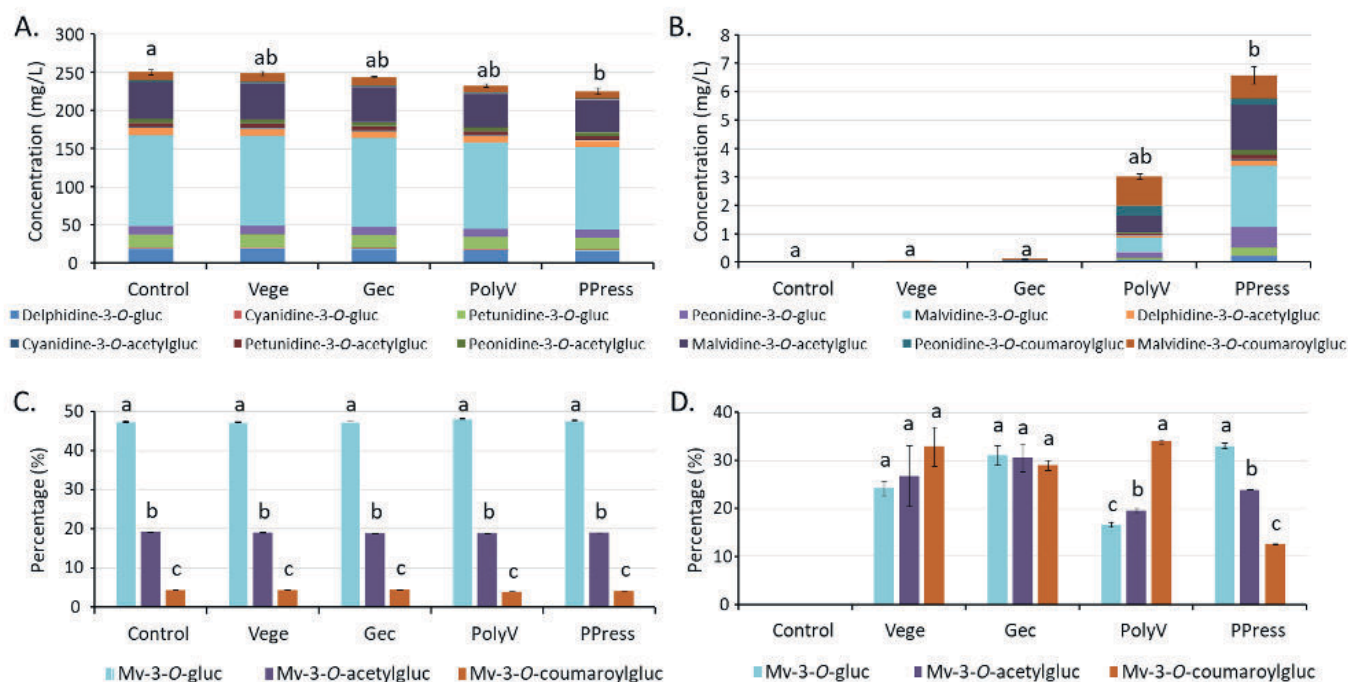 A.
Concentration (mg/L)
300
250
200
150
100
50
0
a
ab
ab
ab
b
Control
Vege
Gec
PolyV
PPress
B.
Concentration (mg/L)
8
7
6
5
4
3
2
1
0
a
a
a
ab
b
Control
Vege
Gec
PolyV
PPress
Delphidine-3-O-gluc
Cyanidine-3-O-gluc
Petunidine-3-O-gluc
Peonidine-3-O-gluc
Malvidine-3-O-gluc
Delphidine-3-O-acetylgluc
Cyanidine-3-O-acetylgluc
Petunidine-3-O-acetylgluc
Peonidine-3-O-acetylgluc
Malvidine-3-O-acetylgluc
Peonidine-3-O-coumaroylgluc
Malvidine-3-O-coumaroylgluc
C.
Percentage (%)
50
40
30
20
10
0
a
b
c
a
b
c
a
b
c
a
b
c
a
b
c
Control
Vege
Gec
PolyV
PPress
Mv-3-O-gluc
Mv-3-O-acetylgluc
Mv-3-O-coumaroylgluc
D.
Percentage (%)
40
30
20
10
0
a
a
a
a
a
a
c
b
a
a
b
c
Control
Vege
Gec
PolyV
PPress
Mv-3-O-gluc
Mv-3-O-acetylgluc
Mv-3-O-coumaroylgluc